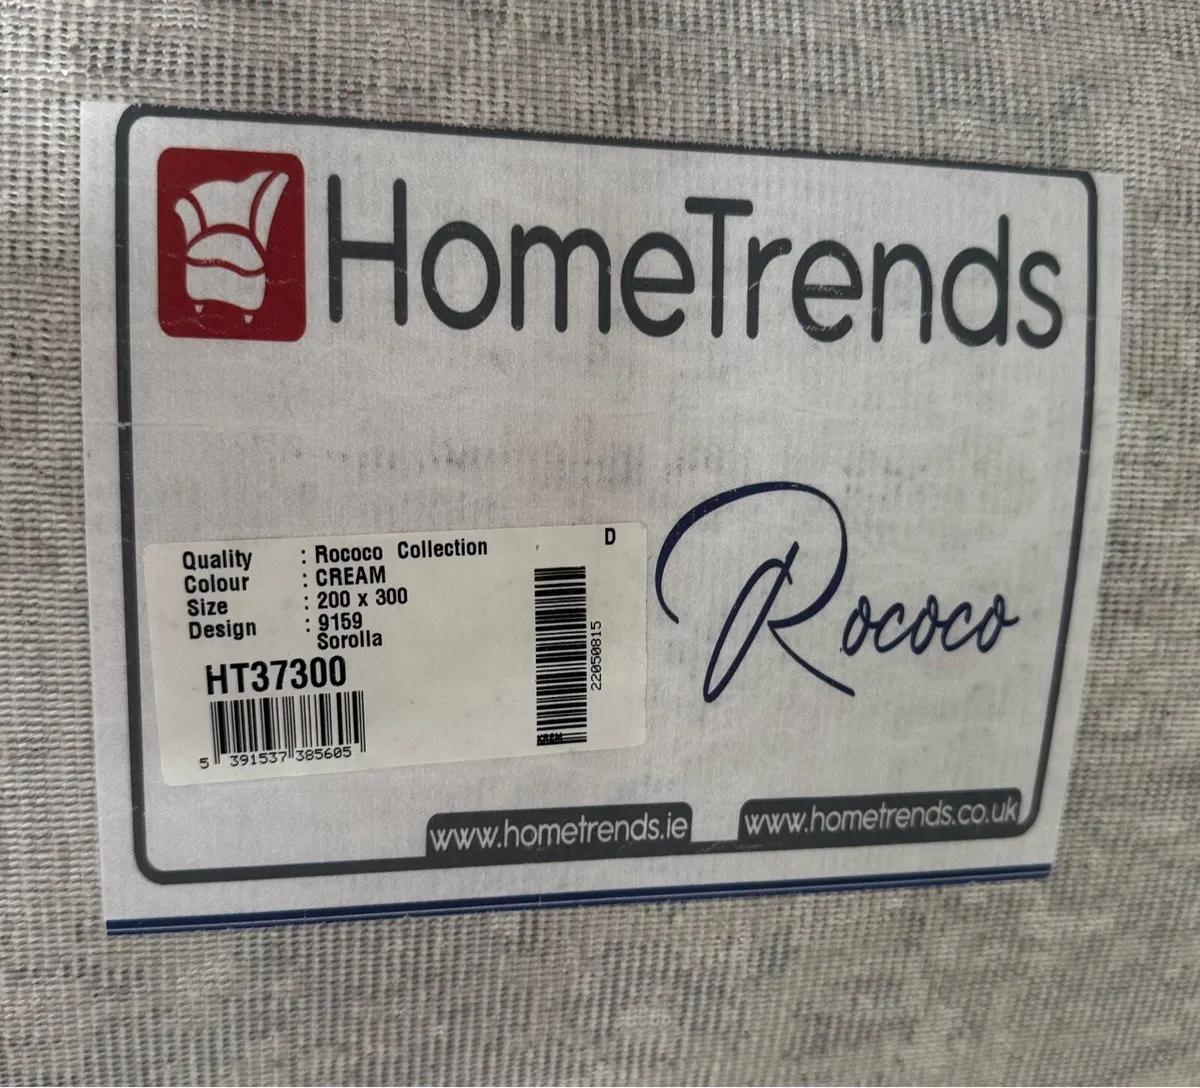 HomeTrends
Quality : Rococo Collection
Colour : CREAM
Size : 200 x 300
Design : 9159
Sorolla
HT37300
5 391537 385605
D
22050815
Rococo
www.hometrends.ie
www.hometrends.co.uk